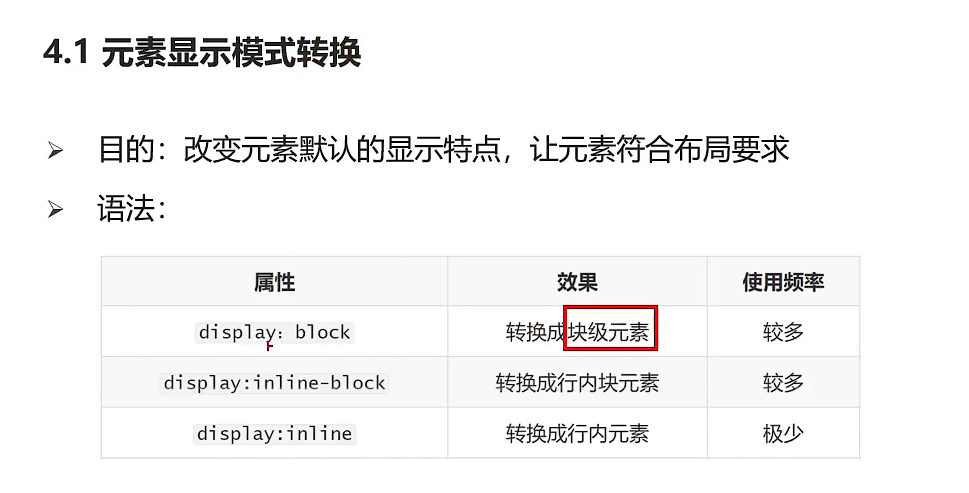 4.1 元素显示模式转换
目的：改变元素默认的显示特点，让元素符合布局要求
语法：
属性 效果 使用频率
display：block 转换成块级元素 较多
display:inline-block 转换成行内块元素 较多
display:inline 转换成行内元素 极少